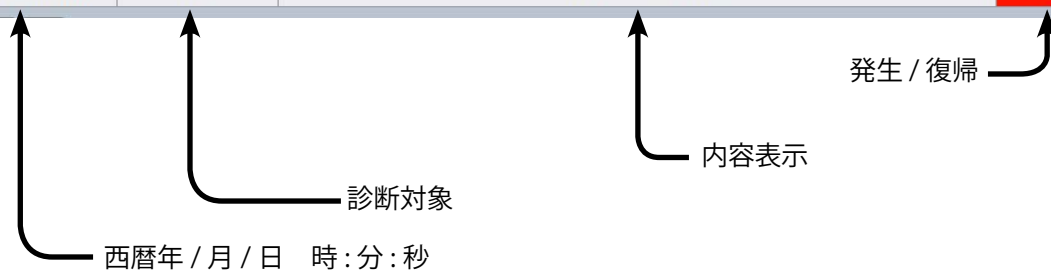 発生 / 復帰
内容表示
診断対象
西暦年 / 月 / 日　時 : 分 : 秒